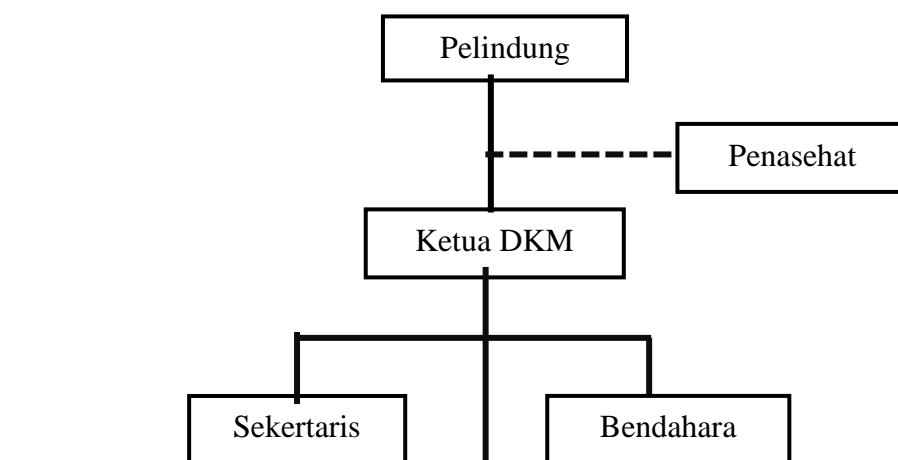 Pelindung
Penasehat
Ketua DKM
Sekertaris
Bendahara